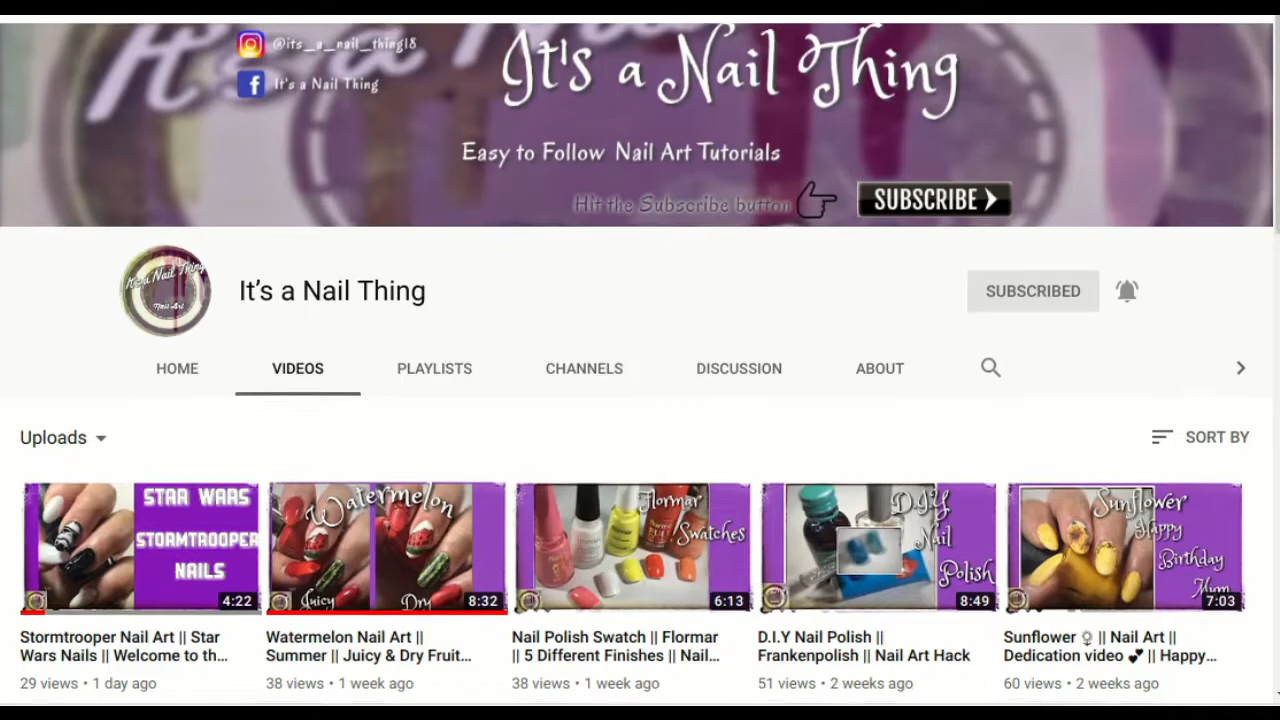 @its_a_nail_thing18
It's a Nail Thing
It's a Nail Thing
Easy to Follow Nail Art Tutorials
Hit the Subscribe button
SUBSCRIBE
It's a Nail Thing
Nail Art
It's a Nail Thing
SUBSCRIBED
HOME
VIDEOS
PLAYLISTS
CHANNELS
DISCUSSION
ABOUT
Uploads
SORT BY
STAR WARS
STORMTROOPER
NAILS
4:22
Watermelon
Juicy
Dry
8:32
Flormar
Swatches
6:13
D.I.Y
Nail
Polish
8:49
Sunflower
Happy
Birthday
Mum
7:03
Stormtrooper Nail Art || Star
Wars Nails || Welcome to th...
29 views • 1 day ago
Watermelon Nail Art ||
Summer || Juicy & Dry Fruit...
38 views • 1 week ago
Nail Polish Swatch || Flormar
|| 5 Different Finishes || Nail...
38 views • 1 week ago
D.I.Y Nail Polish ||
Frankenpolish || Nail Art Hack
51 views • 2 weeks ago
Sunflower ♀ || Nail Art ||
Dedication video 💕 || Happy...
60 views • 2 weeks ago